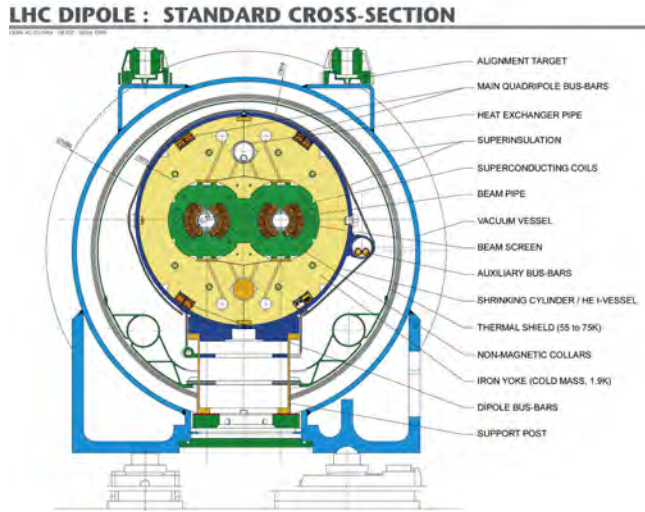 LHC DIPOLE : STANDARD CROSS-SECTION
ALIGNMENT TARGET
MAIN QUADRIPOLE BUS-BARS
HEAT EXCHANGER PIPE
SUPERINSULATION
SUPERCONDUCTING COILS
BEAM PIPE
VACUUM VESSEL
BEAM SCREEN
AUXILIARY BUS-BARS
SHRINKING CYLINDER / HE I-VESSEL
THERMAL SHIELD (55 to 75K)
NON-MAGNETIC COLLARS
IRON YOKE (COLD MASS, 1.9K)
DIPOLE BUS-BARS
SUPPORT POST